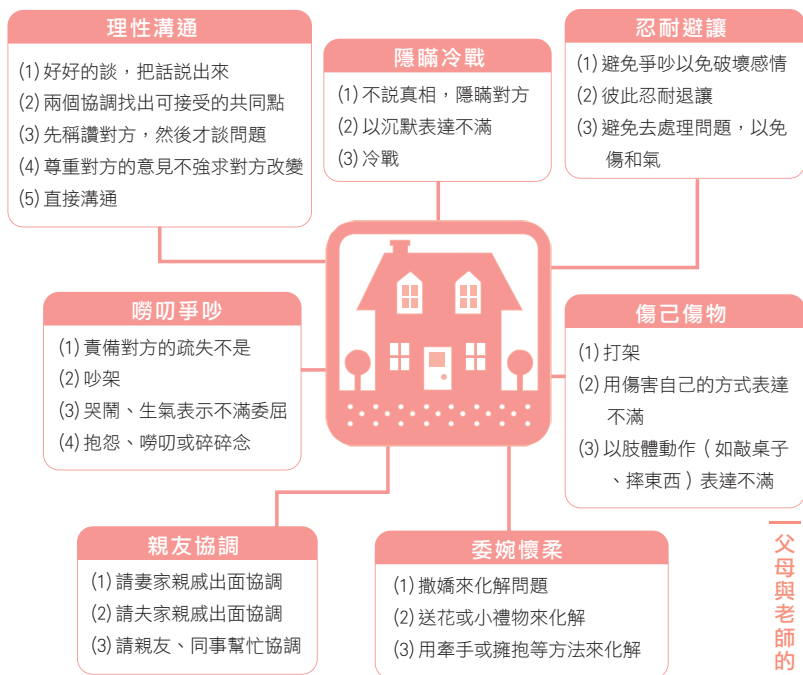 理性溝通
(1) 好好的談，把話說出來
(2) 兩個協調找出可接受的共同點
(3) 先稱讚對方，然後才談問題
(4) 尊重對方的意見不強求對方改變
(5) 直接溝通
隱瞞冷戰
(1) 不說真相，隱瞞對方
(2) 以沉默表達不滿
(3) 冷戰
忍耐避讓
(1) 避免爭吵以免破壞感情
(2) 彼此忍耐退讓
(3) 避免去處理問題，以免
傷和氣
嘮叨爭吵
(1) 責備對方的疏失不是
(2) 吵架
(3) 哭鬧、生氣表示不滿委屈
(4) 抱怨、嘮叨或碎碎念
傷己傷物
(1) 打架
(2) 用傷害自己的方式表達
不滿
(3) 以肢體動作（如敲桌子
、摔東西）表達不滿
親友協調
(1) 請妻家親戚出面協調
(2) 請夫家親戚出面協調
(3) 請親友、同事幫忙協調
委婉懷柔
(1) 撒嬌來化解問題
(2) 送花或小禮物來化解
(3) 用牽手或擁抱等方法來化解
父母與老師的